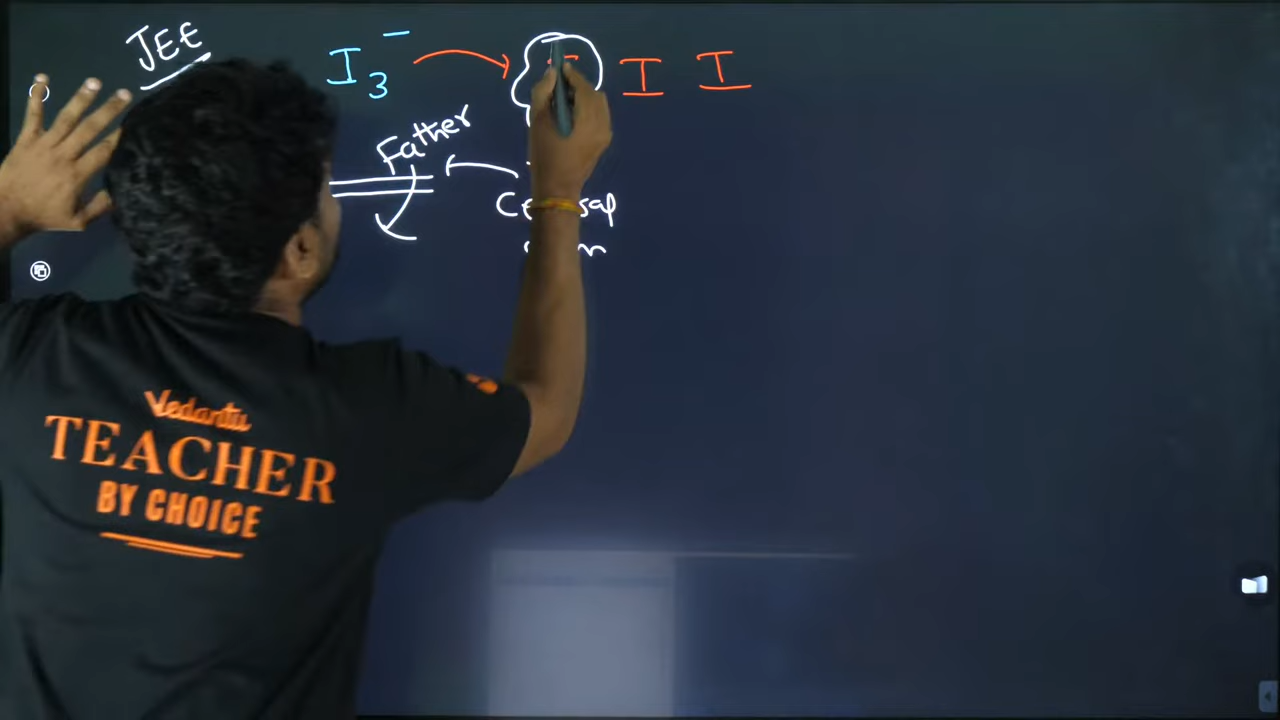 JEE
I3⁻ → I I
Father
Vedantu
TEACHER
BY CHOICE